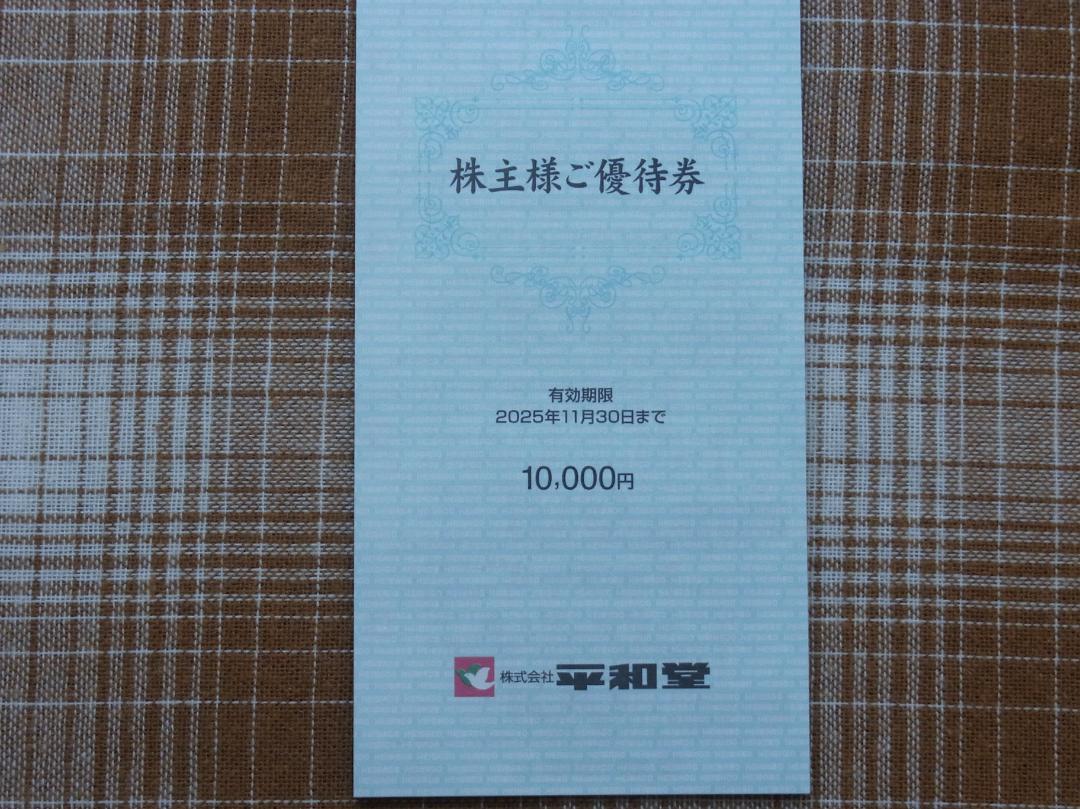 株主様ご優待券
有効期限
2025年11月30日まで
10,000円
株式会社 平和堂